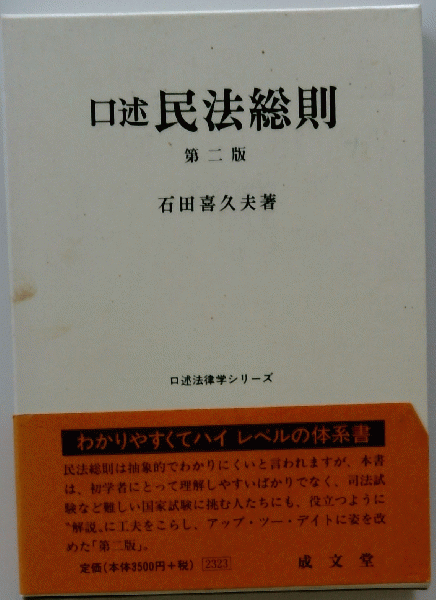 口述 民法総則
第二版
石田喜久夫著
口述法律学シリーズ
わかりやすくてハイレベルの体系書
民法総則は抽象的でわかりにくいと言われますが、本書
は、初学者にとって理解しやすいばかりでなく、司法試
験など難しい国家試験に挑む人たちにも、役立つように
〝解説〟に工夫をこらし、アップ・ツー・デイトに姿を改
めた「第二版」。
定価(本体3500円+税) 2323 成文堂